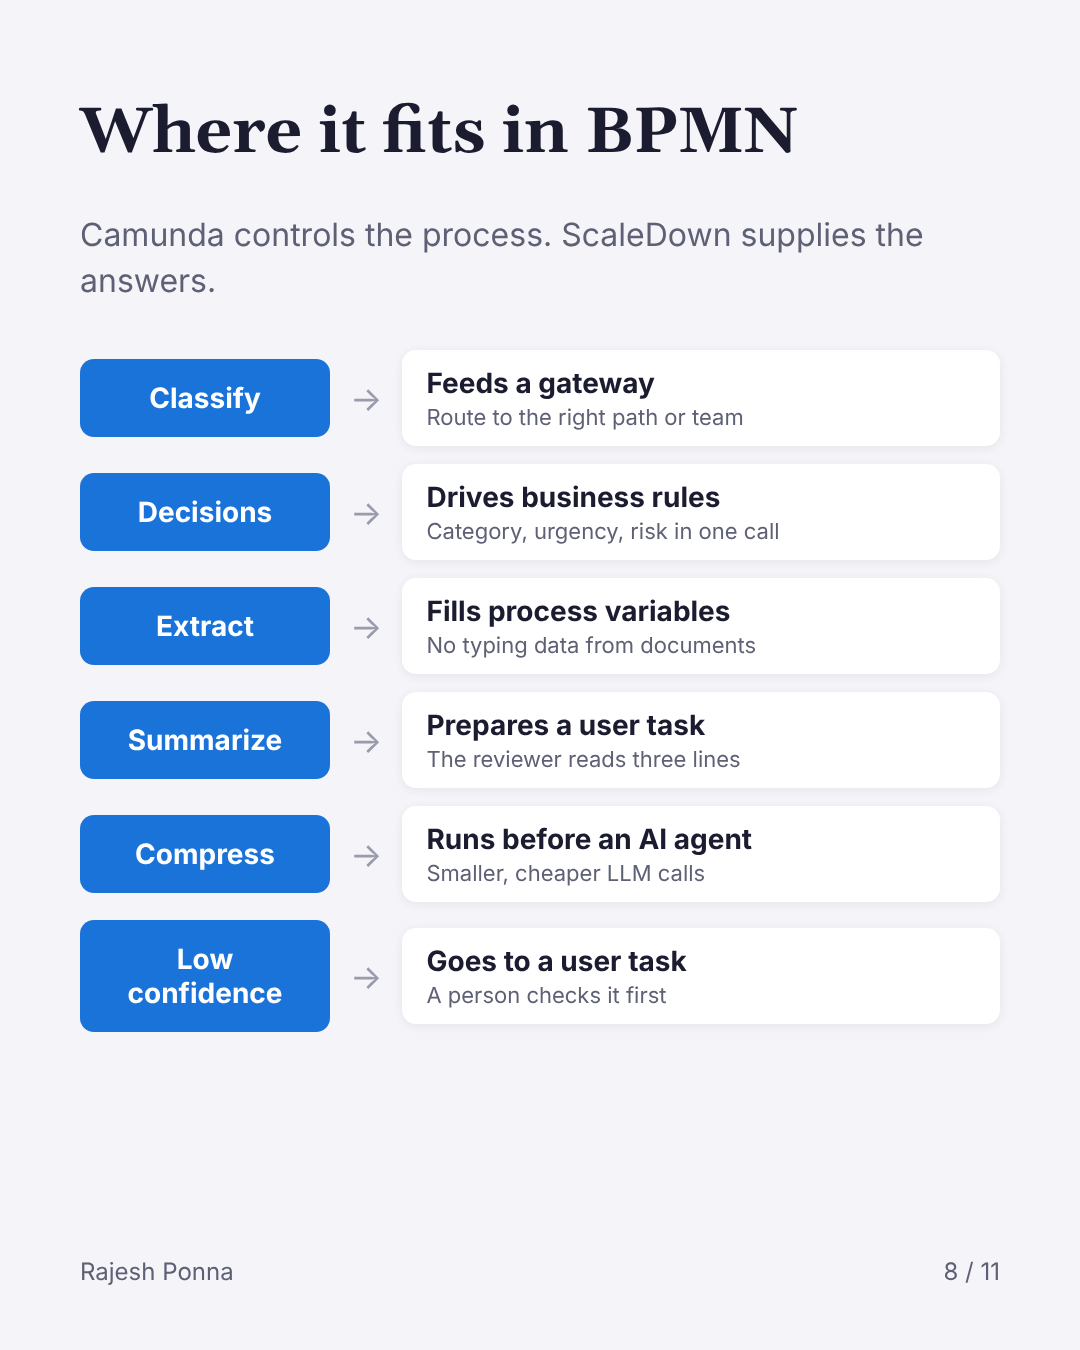 Where it fits in BPMN
Camunda controls the process. ScaleDown supplies the
answers.
Classify
→
Feeds a gateway
Route to the right path or team
Decisions
→
Drives business rules
Category, urgency, risk in one call
Extract
→
Fills process variables
No typing data from documents
Summarize
→
Prepares a user task
The reviewer reads three lines
Compress
→
Runs before an AI agent
Smaller, cheaper LLM calls
Low
confidence
→
Goes to a user task
A person checks it first
Rajesh Ponna
8 / 11